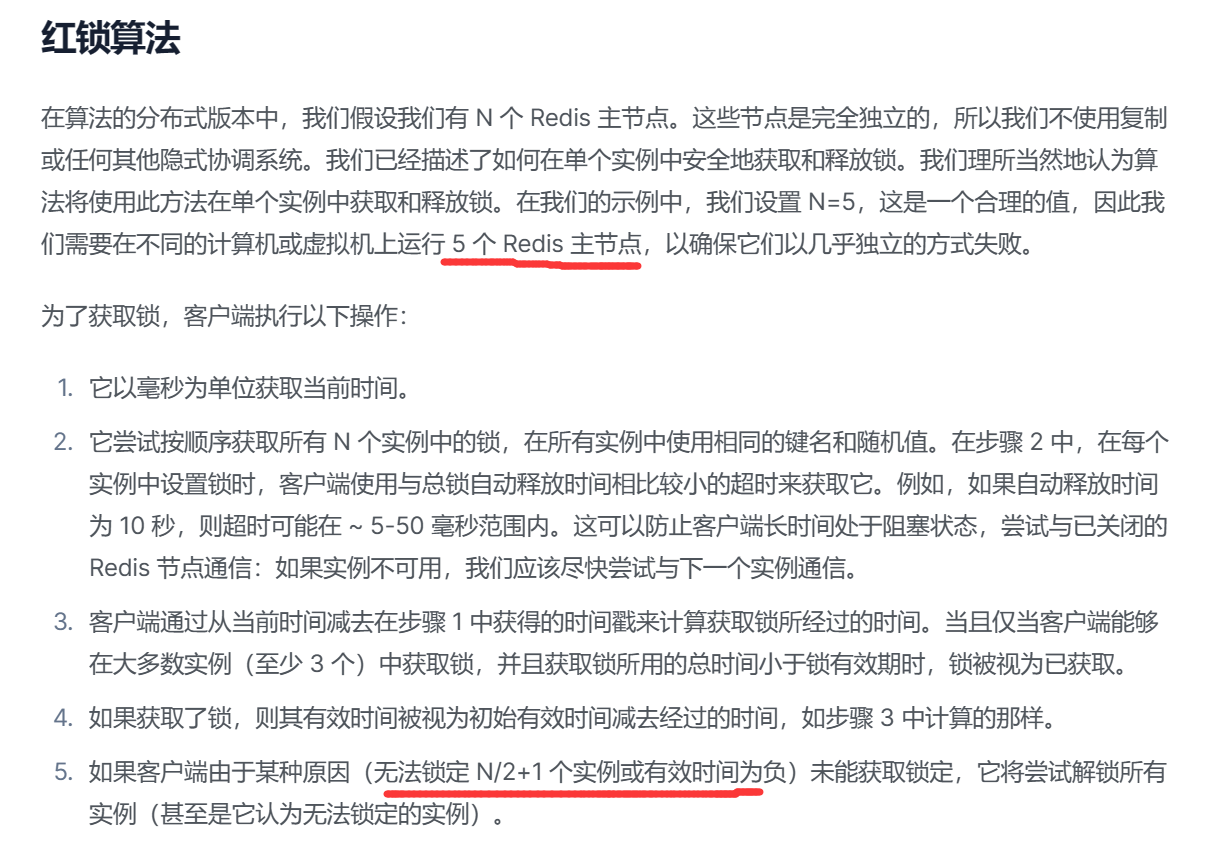 红锁算法
在算法的分布式版本中，我们假设我们有 N 个 Redis 主节点。这些节点是完全独立的，所以我们不使用复制
或任何其他隐式协调系统。我们已经描述了如何在单个实例中安全地获取和释放锁。我们理所当然地认为算
法将使用此方法在单个实例中获取和释放锁。在我们的示例中，我们设置 N=5，这是一个合理的值，因此我
们需要在不同的计算机或虚拟机上运行 5 个 Redis 主节点，以确保它们以几乎独立的方式失败。
为了获取锁，客户端执行以下操作：
1. 它以毫秒为单位获取当前时间。
2. 它尝试按顺序获取所有 N 个实例中的锁，在所有实例中使用相同的键名和随机值。在步骤 2 中，在每个
实例中设置锁时，客户端使用与总锁自动释放时间相比较小的超时来获取它。例如，如果自动释放时间
为 10 秒，则超时可能在 ~ 5-50 毫秒范围内。这可以防止客户端长时间处于阻塞状态，尝试与已关闭的
Redis 节点通信：如果实例不可用，我们应该尽快尝试与下一个实例通信。
3. 客户端通过从当前时间减去在步骤 1 中获得的时间戳来计算获取锁所经过的时间。当且仅当客户端能够
在大多数实例（至少 3 个）中获取锁，并且获取锁所用的总时间小于锁有效期时，锁被视为已获取。
4. 如果获取了锁，则其有效时间被视为初始有效时间减去经过的时间，如步骤 3 中计算的那样。
5. 如果客户端由于某种原因（无法锁定 N/2+1 个实例或有效时间为负）未能获取锁定，它将尝试解锁所有
实例（甚至是它认为无法锁定的实例）。